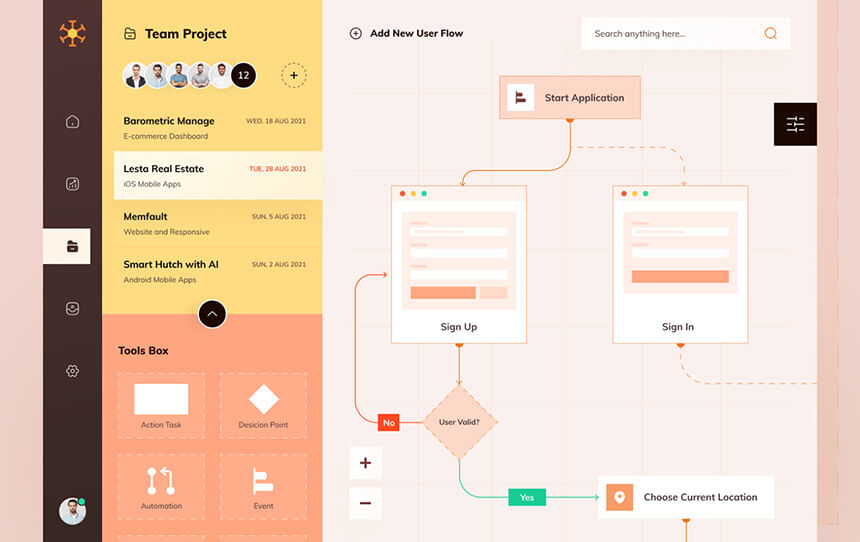 Team Project
12
+
Barometric Manage
WED, 18 AUG 2021
E-commerce Dashboard
Lesta Real Estate
TUE, 28 AUG 2021
iOS Mobile Apps
Memfault
SUN, 5 AUG 2021
Website and Responsive
Smart Hutch with AI
SUN, 2 AUG 2021
Android Mobile Apps
Tools Box
Action Task
Desicion Point
Automation
Event
Add New User Flow
Search anything here...
Start Application
Sign Up
Sign In
User Valid?
No
Yes
+
−
Choose Current Location